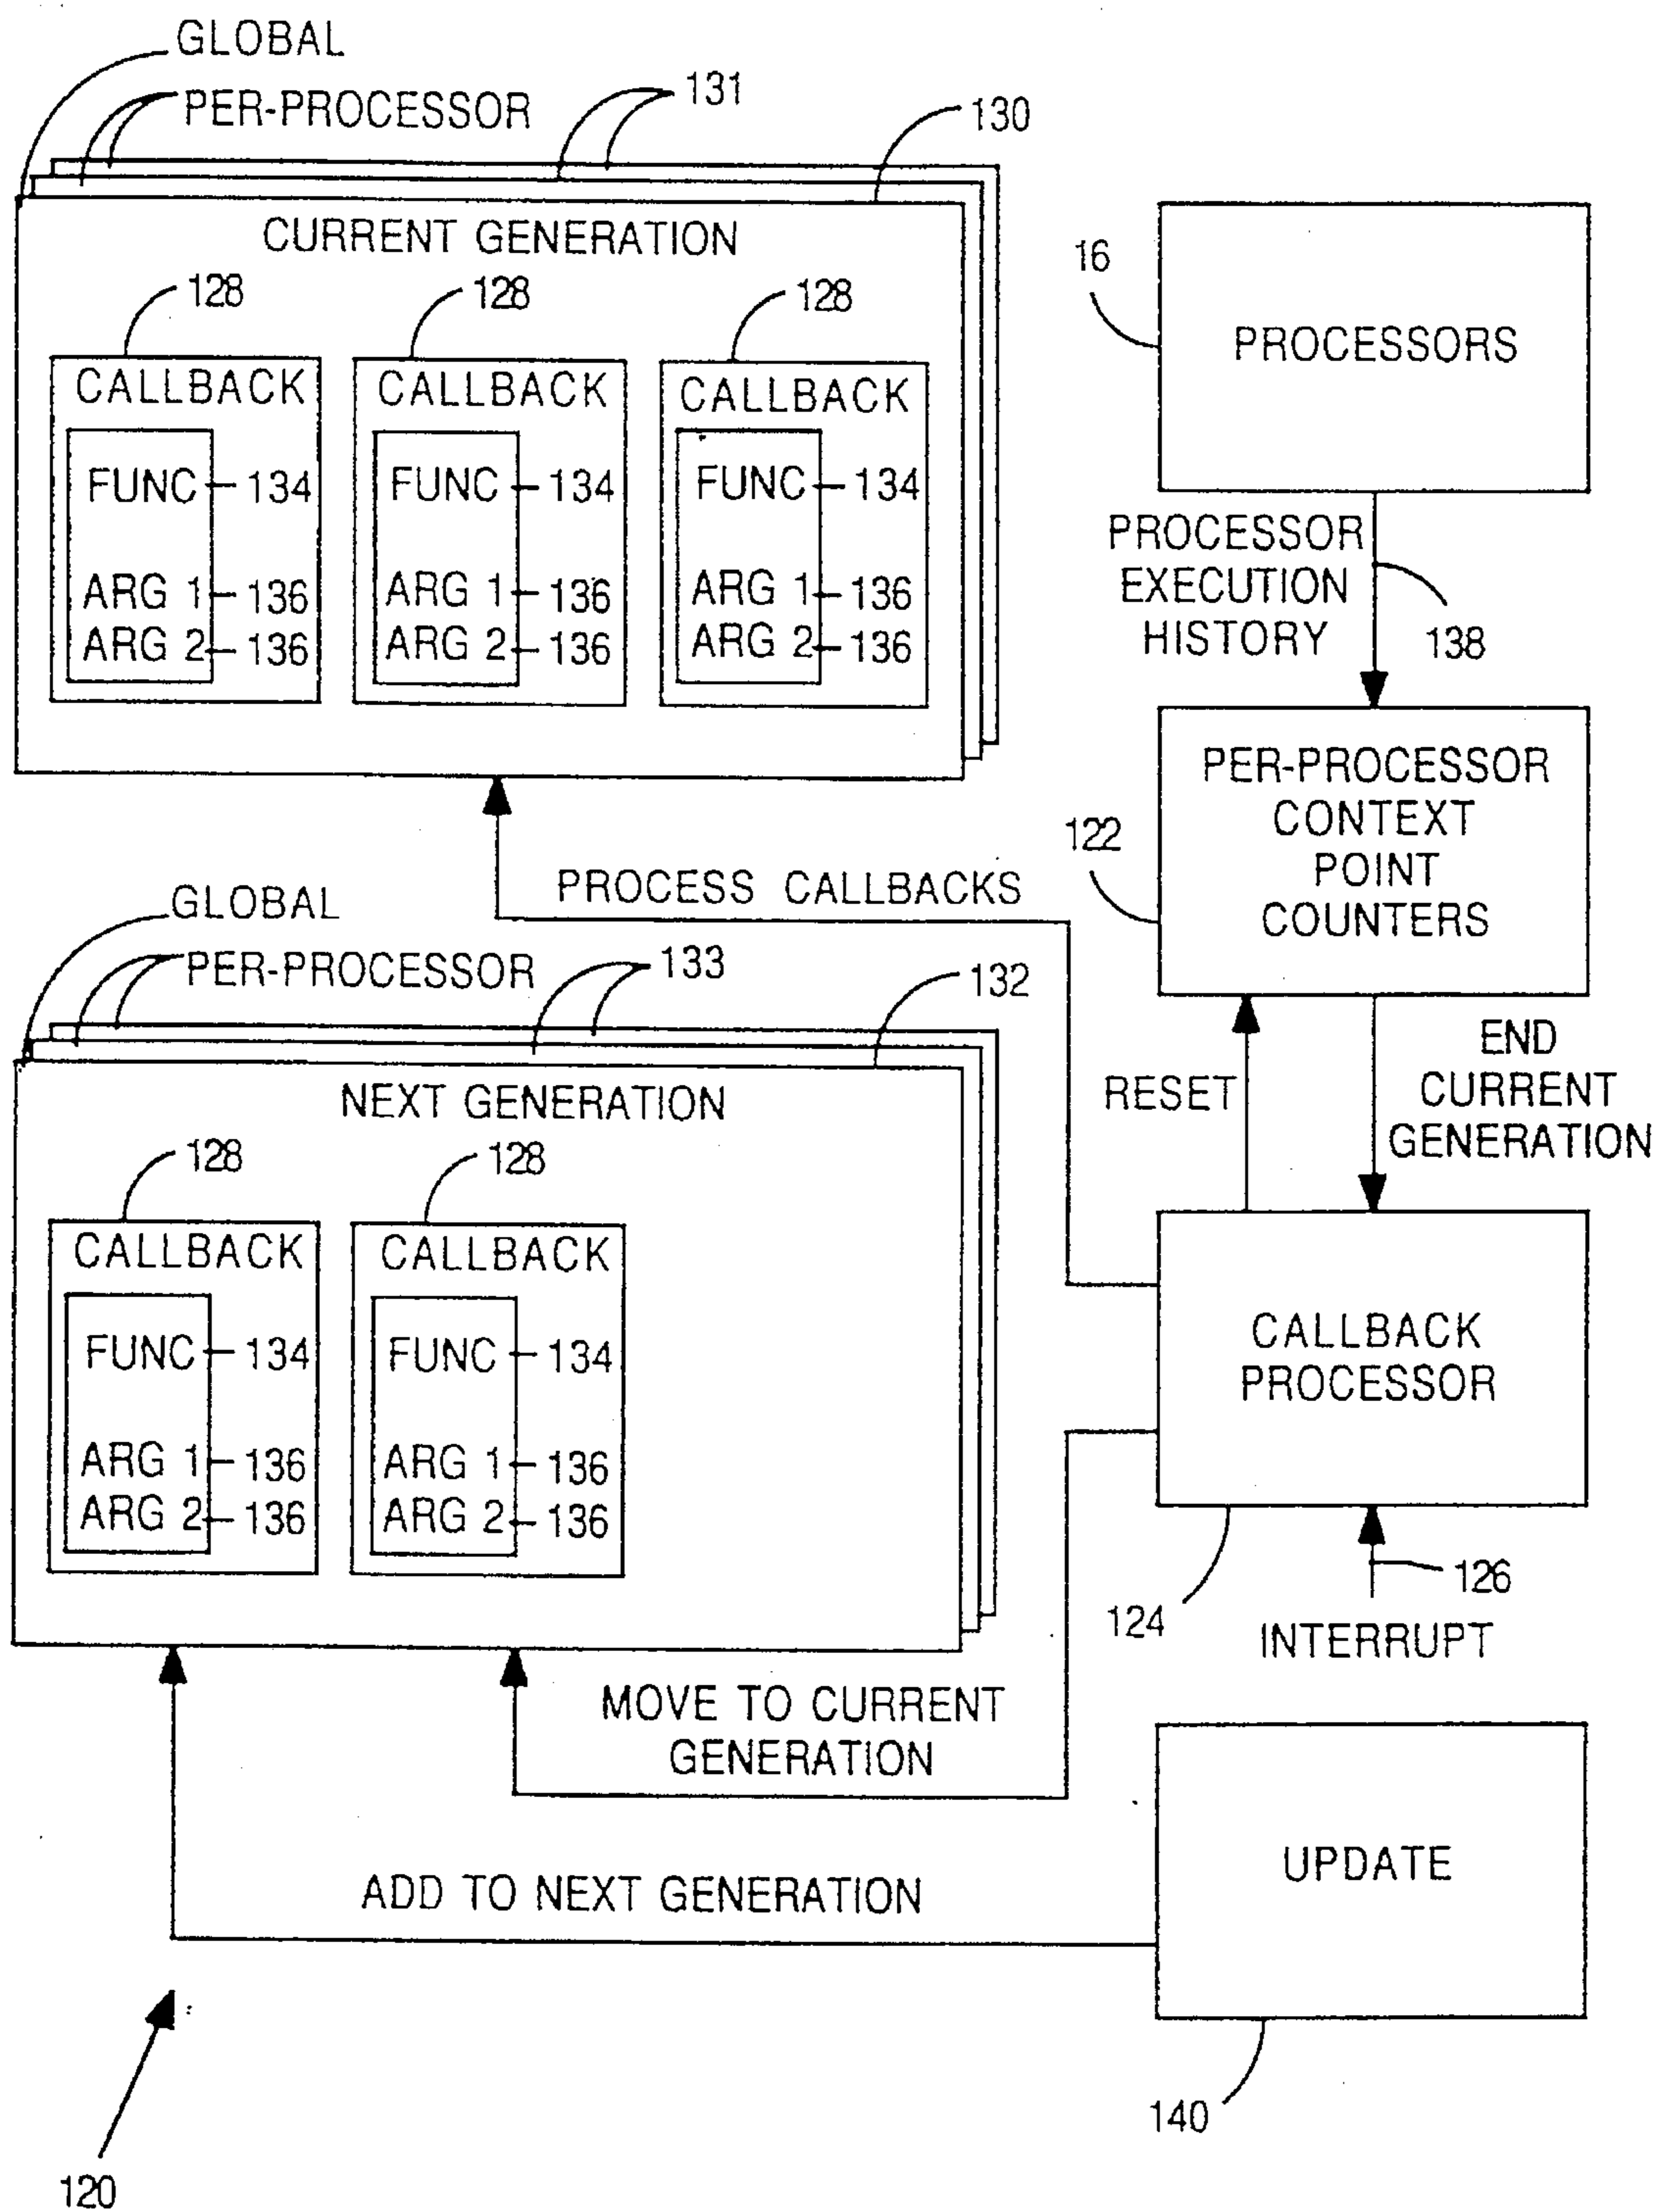 GLOBAL
PER-PROCESSOR
131
130
CURRENT GENERATION
128
128
128
CALLBACK
FUNC
134
ARG 1
136
ARG 2
136
CALLBACK
FUNC
134
ARG 1
136
ARG 2
136
CALLBACK
FUNC
134
ARG 1
136
ARG 2
136
16
PROCESSORS
PROCESSOR
EXECUTION
HISTORY
138
122
PER-PROCESSOR
CONTEXT
POINT
COUNTERS
PROCESS CALLBACKS
GLOBAL
PER-PROCESSOR
133
132
NEXT GENERATION
128
128
CALLBACK
FUNC
134
ARG 1
136
ARG 2
136
CALLBACK
FUNC
134
ARG 1
136
ARG 2
136
RESET
END
CURRENT
GENERATION
CALLBACK
PROCESSOR
124
126
INTERRUPT
MOVE TO CURRENT
GENERATION
UPDATE
ADD TO NEXT GENERATION
140
120